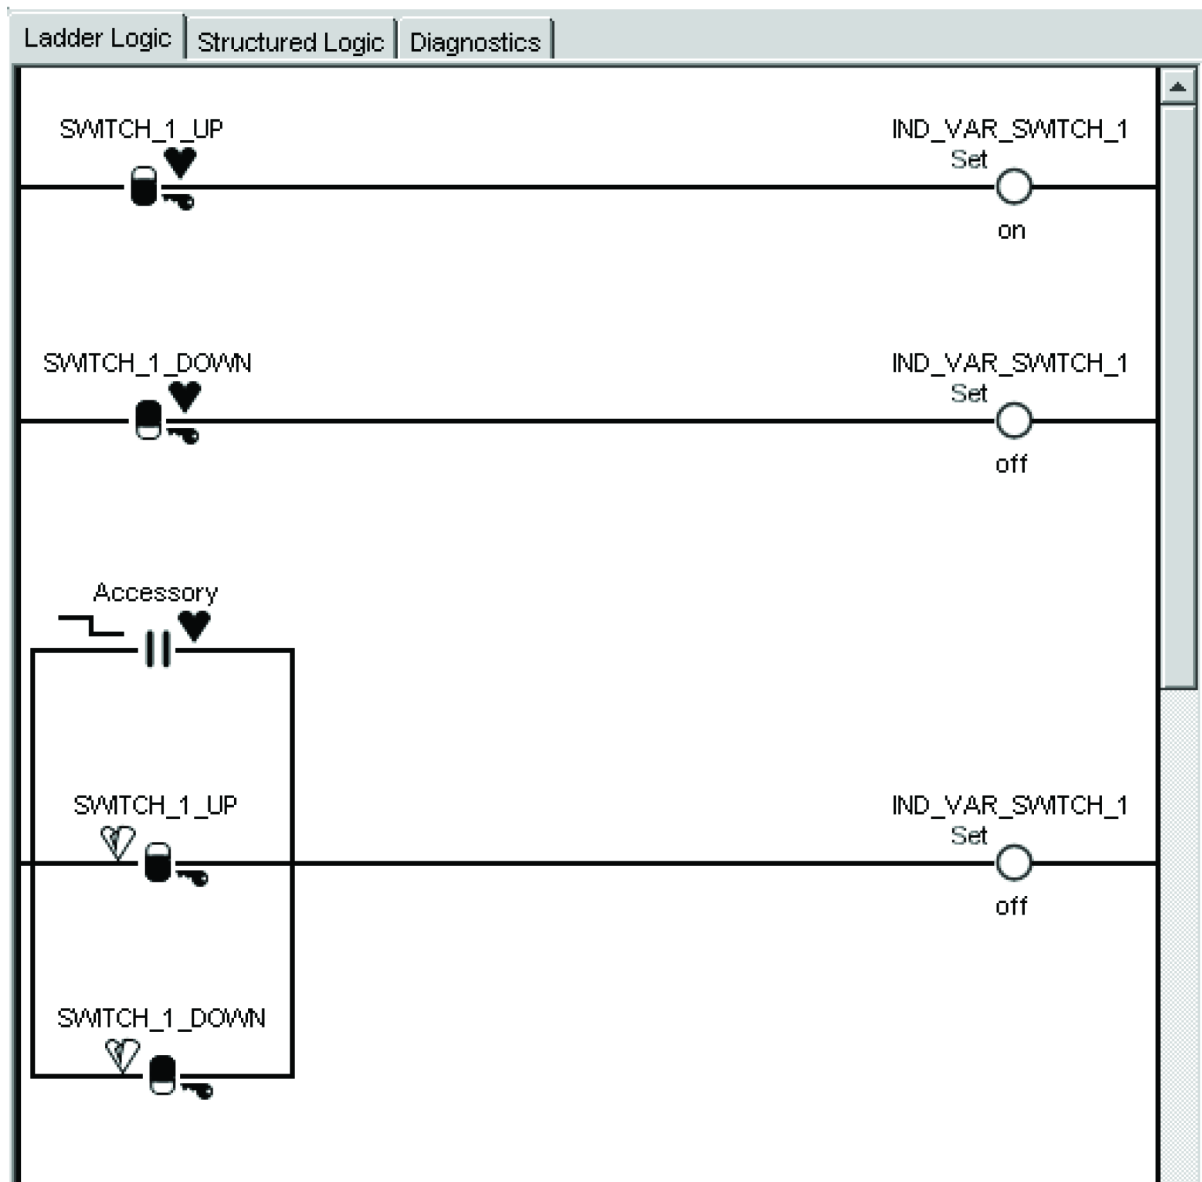 Ladder Logic Structured Logic Diagnostics
SWITCH_1_UP IND_VAR_SWITCH_1
Set
on
SWITCH_1_DOWN IND_VAR_SWITCH_1
Set
off
Accessory
SWITCH_1_UP IND_VAR_SWITCH_1
Set
off
SWITCH_1_DOWN